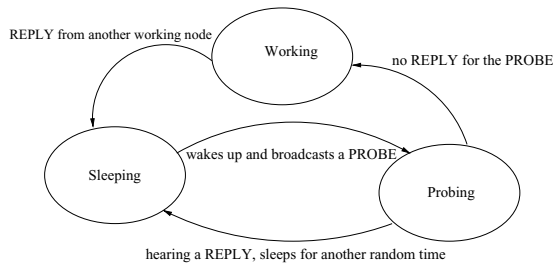 REPLY from another working node
Working
no REPLY for the PROBE
wakes up and broadcasts a PROBE
Sleeping
Probing
hearing a REPLY, sleeps for another random time